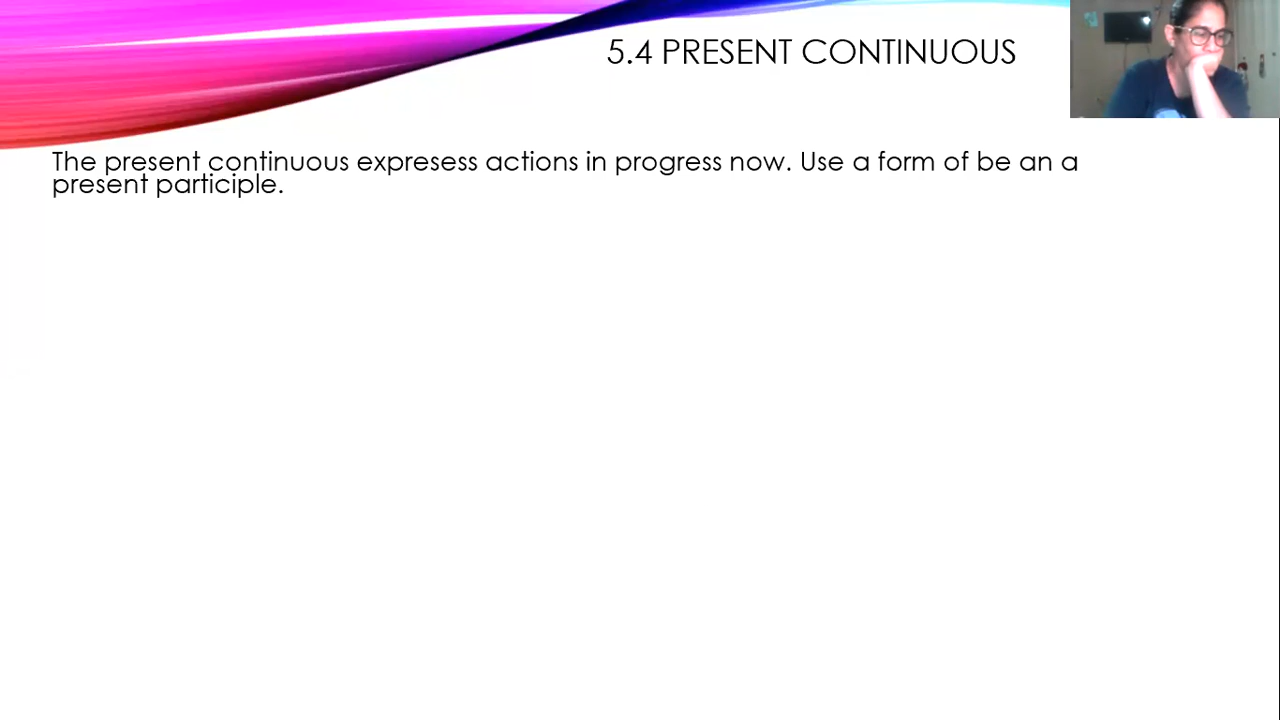 5.4 PRESENT CONTINUOUS
The present continuous expresess actions in progress now. Use a form of be an a
present participle.